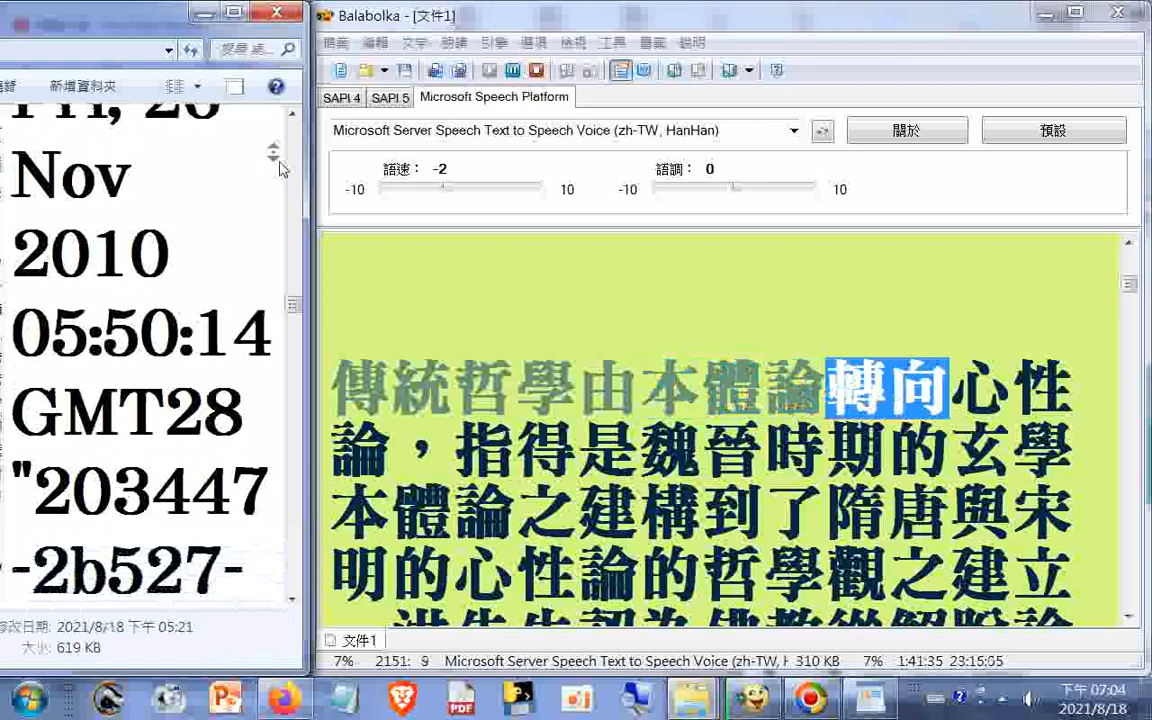 Balabolka - [文件1]
檔案 編輯 文字 朗讀 引擎 選項 檢視 工具 書籤 說明
新增資料夾
SAPI 4 SAPI 5 Microsoft Speech Platform
Microsoft Server Speech Text to Speech Voice (zh-TW, HanHan) 關於 預設
語速： -2 語調： 0
-10 10 -10 10
Fri, 26
Nov
2010
05:50:14
GMT28
"203447
-2b527-
修改日期: 2021/8/18 下午 05:21
大小: 619 KB
傳統哲學由本體論轉向心性
論，指得是魏晉時期的玄學
本體論之建構到了隋唐與宋
明的心性論的哲學觀之建立
文件1
7% 2151: 9 Microsoft Server Speech Text to Speech Voice (zh-TW, H 310 KB 7% 1:41:35 23:15:05
PDF
下午 07:04
2021/8/18